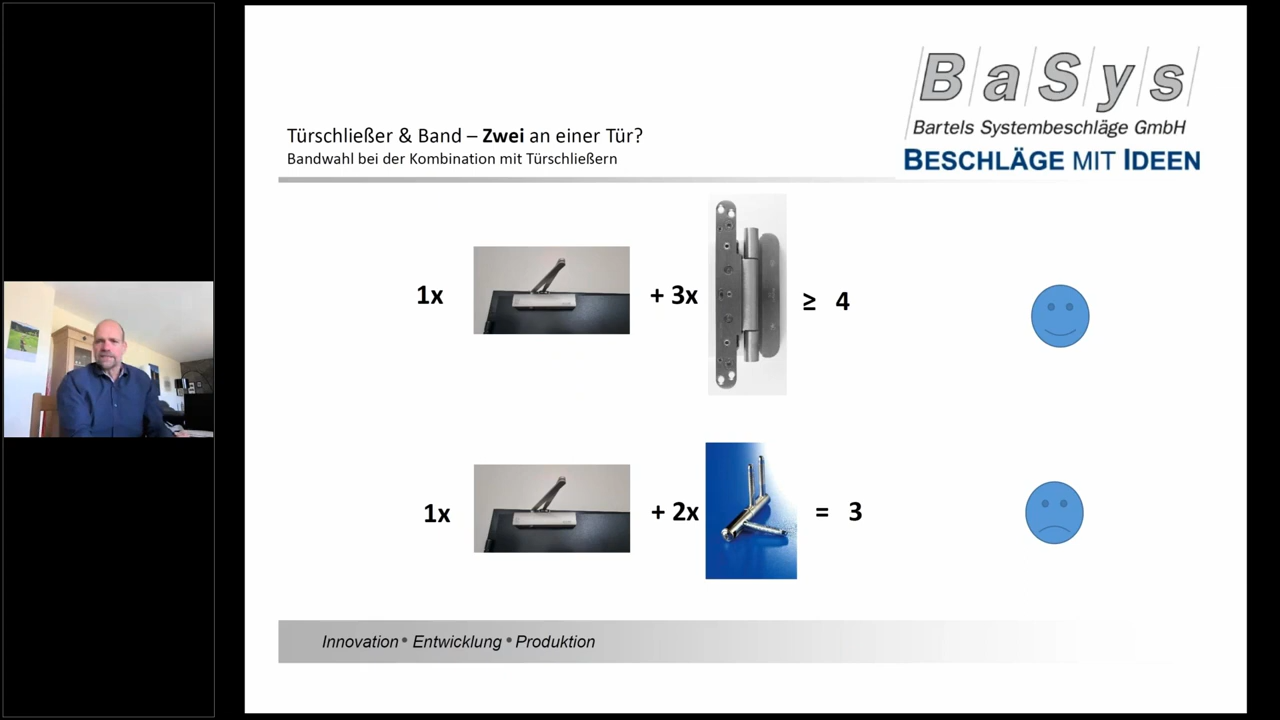 BaSys
Bartels Systembeschläge GmbH
BESCHLÄGE MIT IDEEN
Türschließer & Band – Zwei an einer Tür?
Bandwahl bei der Kombination mit Türschließern
1x + 3x ≥ 4
1x + 2x = 3
Innovation • Entwicklung • Produktion